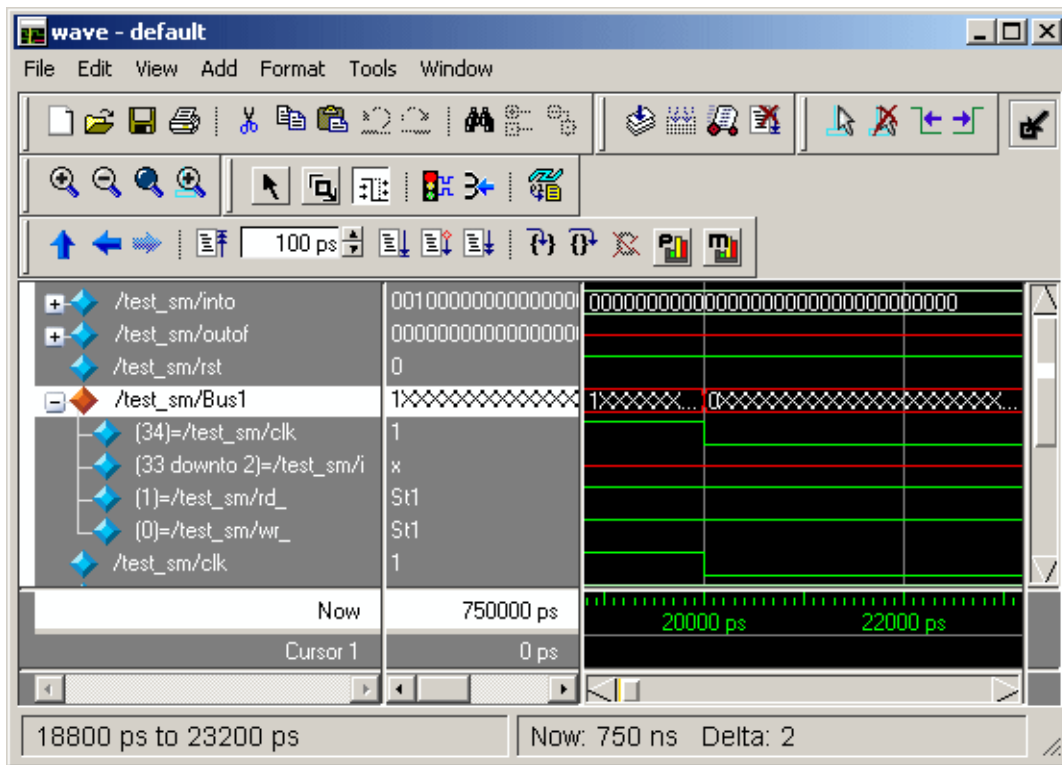 wave - default
File Edit View Add Format Tools Window
100 ps
/test_sm/into 0010000000000000 00000000000000000000000000000000
/test_sm/outof 0000000000000000
/test_sm/rst 0
/test_sm/Bus1 1XXXXXXXXXXXXX 1XXXXXX... 0XXXXXXXXXXXXXXXXXXXXX...
(34)=/test_sm/clk 1
(33 downto 2)=/test_sm/i x
(1)=/test_sm/rd_ St1
(0)=/test_sm/wr_ St1
/test_sm/clk 1
Now 750000 ps 20000 ps 22000 ps
Cursor 1 0 ps
18800 ps to 23200 ps Now: 750 ns Delta: 2